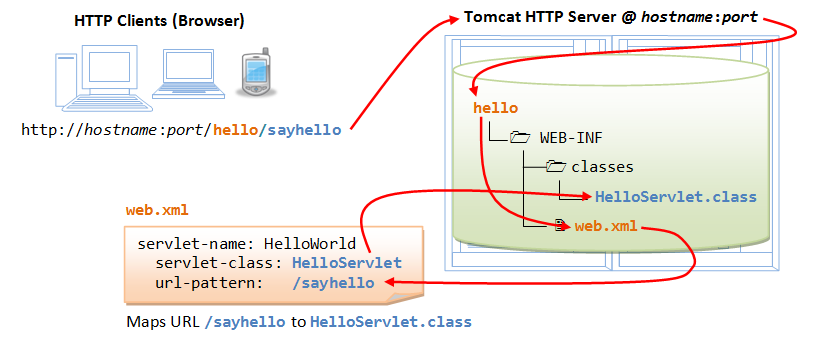 HTTP Clients (Browser)
http://hostname:port/hello/sayhello
Tomcat HTTP Server @ hostname:port
hello
WEB-INF
classes
HelloServlet.class
web.xml
web.xml
servlet-name: HelloWorld
servlet-class: HelloServlet
url-pattern: /sayhello
Maps URL /sayhello to HelloServlet.class